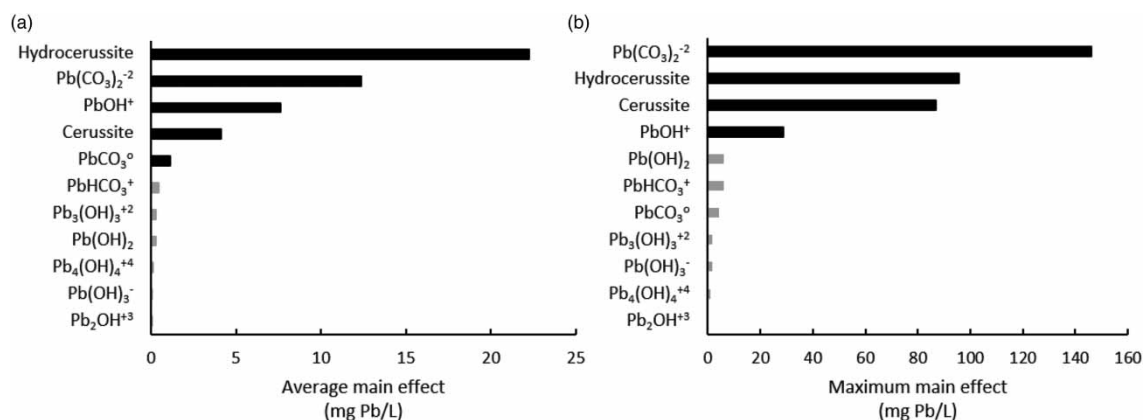 (a)
Hydrocerussite
Pb(CO₃)₂⁻²
PbOH⁺
Cerussite
PbCO₃°
PbHCO₃⁺
Pb₃(OH)₃⁺²
Pb(OH)₂
Pb₄(OH)₄⁺⁴
Pb(OH)₃⁻
Pb₂OH⁺³
0 5 10 15 20 25
Average main effect
(mg Pb/L)
(b)
Pb(CO₃)₂⁻²
Hydrocerussite
Cerussite
PbOH⁺
Pb(OH)₂
PbHCO₃⁺
PbCO₃°
Pb₃(OH)₃⁺²
Pb(OH)₃⁻
Pb₄(OH)₄⁺⁴
Pb₂OH⁺³
0 20 40 60 80 100 120 140 160
Maximum main effect
(mg Pb/L)